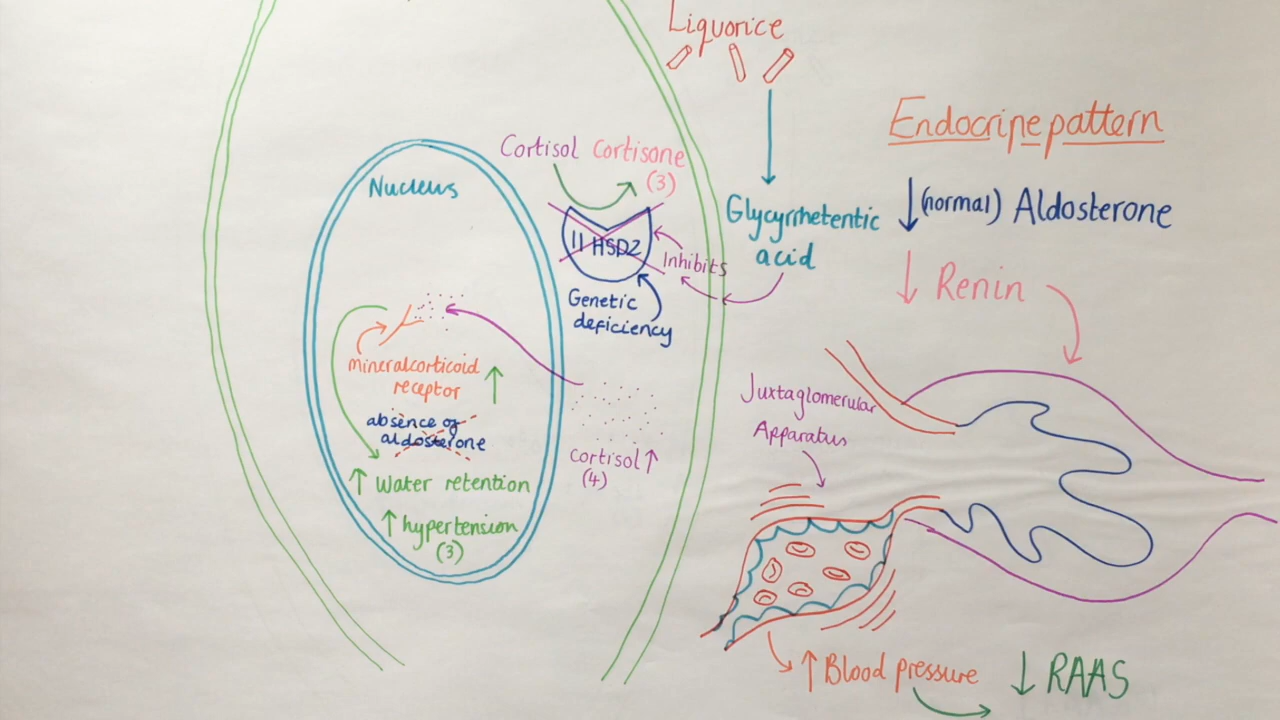 Liquorice
Cortisol Cortisone
(3)
Nucleus
11 HSD2
Inhibits
Genetic
deficiency
Glycyrrhetentic
acid
mineralcorticoid
receptor ↑
absence of
aldosterone
↑ Water retention
↑ hypertension
(3)
Cortisol ↑
(4)
Endocrine pattern
↓ (normal) Aldosterone
↓ Renin
Juxtaglomerular
Apparatus
↑ Blood pressure
↓ RAAS